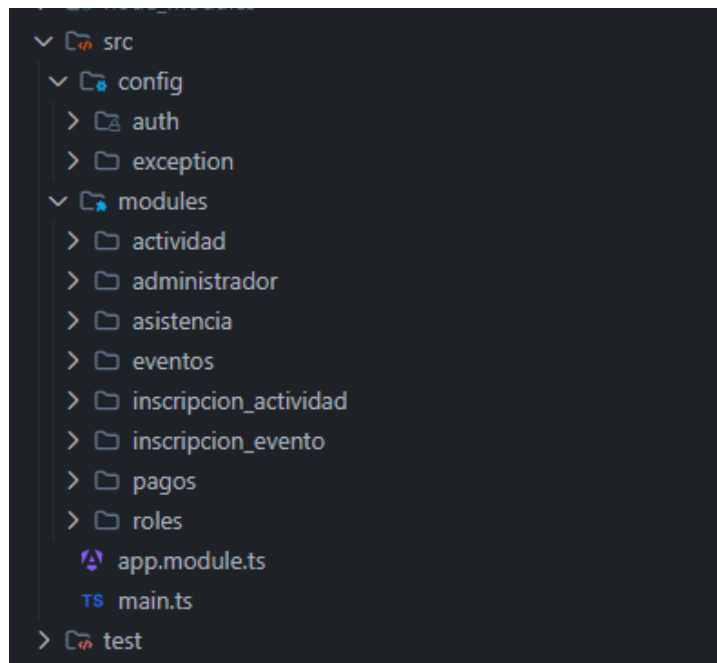 src
config
auth
exception
modules
actividad
administrador
asistencia
eventos
inscripcion_actividad
inscripcion_evento
pagos
roles
app.module.ts
TS main.ts
test